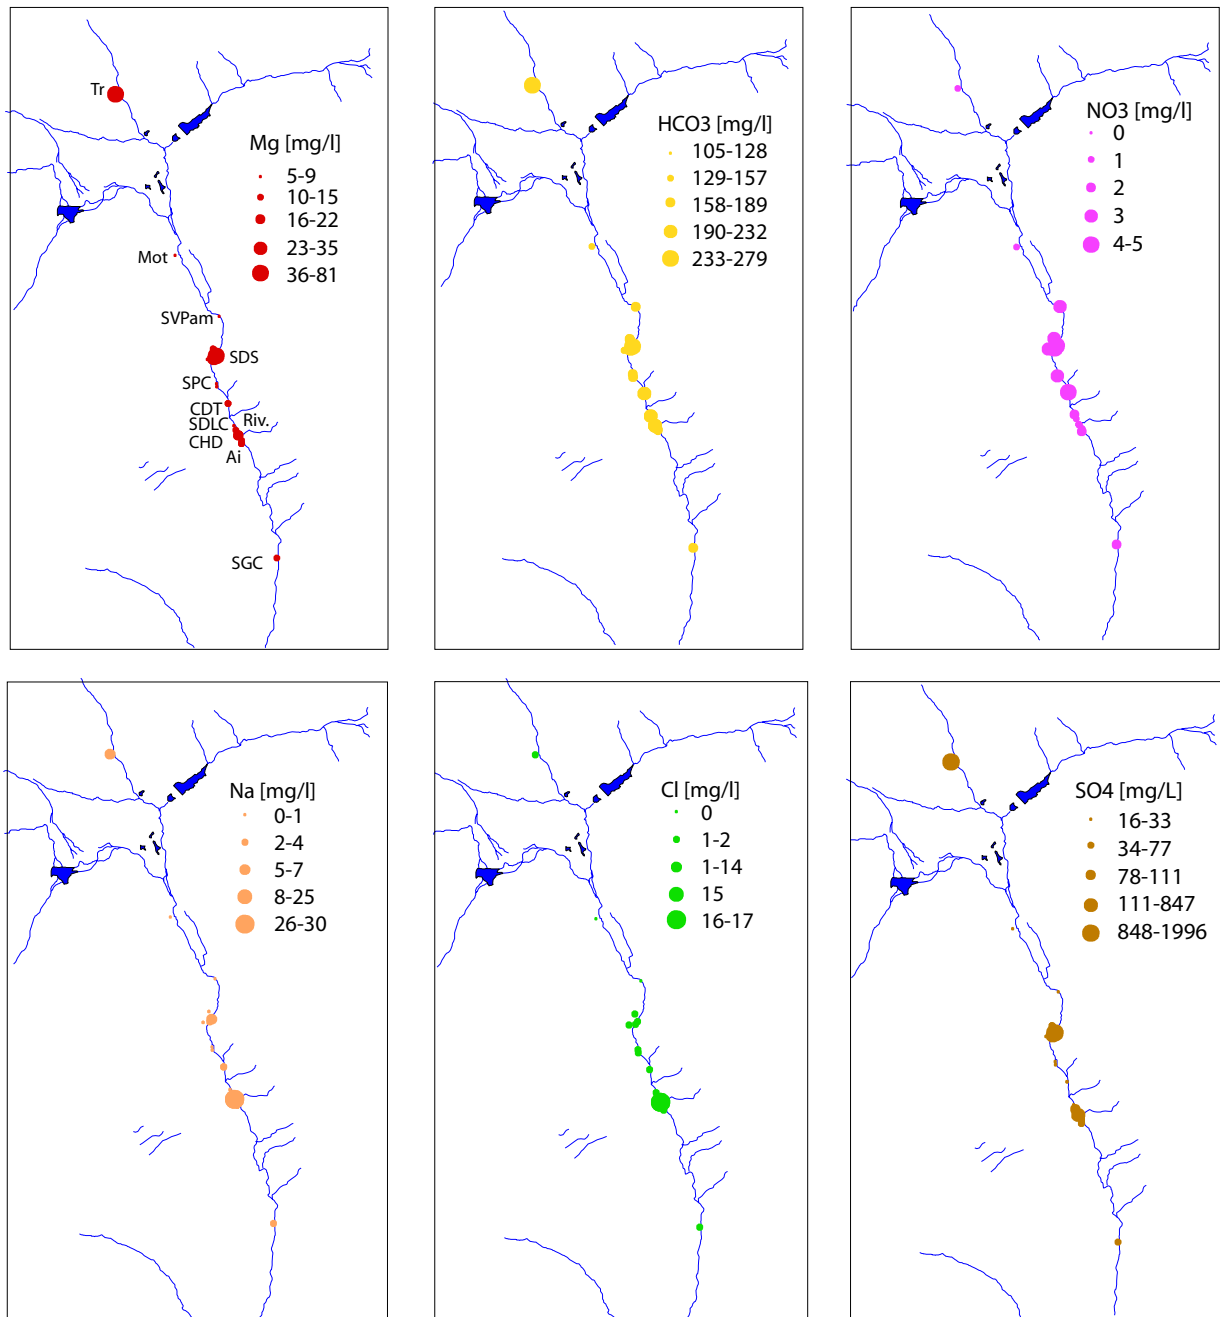 Tr
Mg [mg/l]
5-9
10-15
16-22
23-35
36-81
Mot
SVPam
SDS
SPC
CDT
SDLC
Riv.
CHD
Ai
SGC
HCO3 [mg/l]
105-128
129-157
158-189
190-232
233-279
NO3 [mg/l]
0
1
2
3
4-5
Na [mg/l]
0-1
2-4
5-7
8-25
26-30
Cl [mg/l]
0
1-2
1-14
15
16-17
SO4 [mg/L]
16-33
34-77
78-111
111-847
848-1996